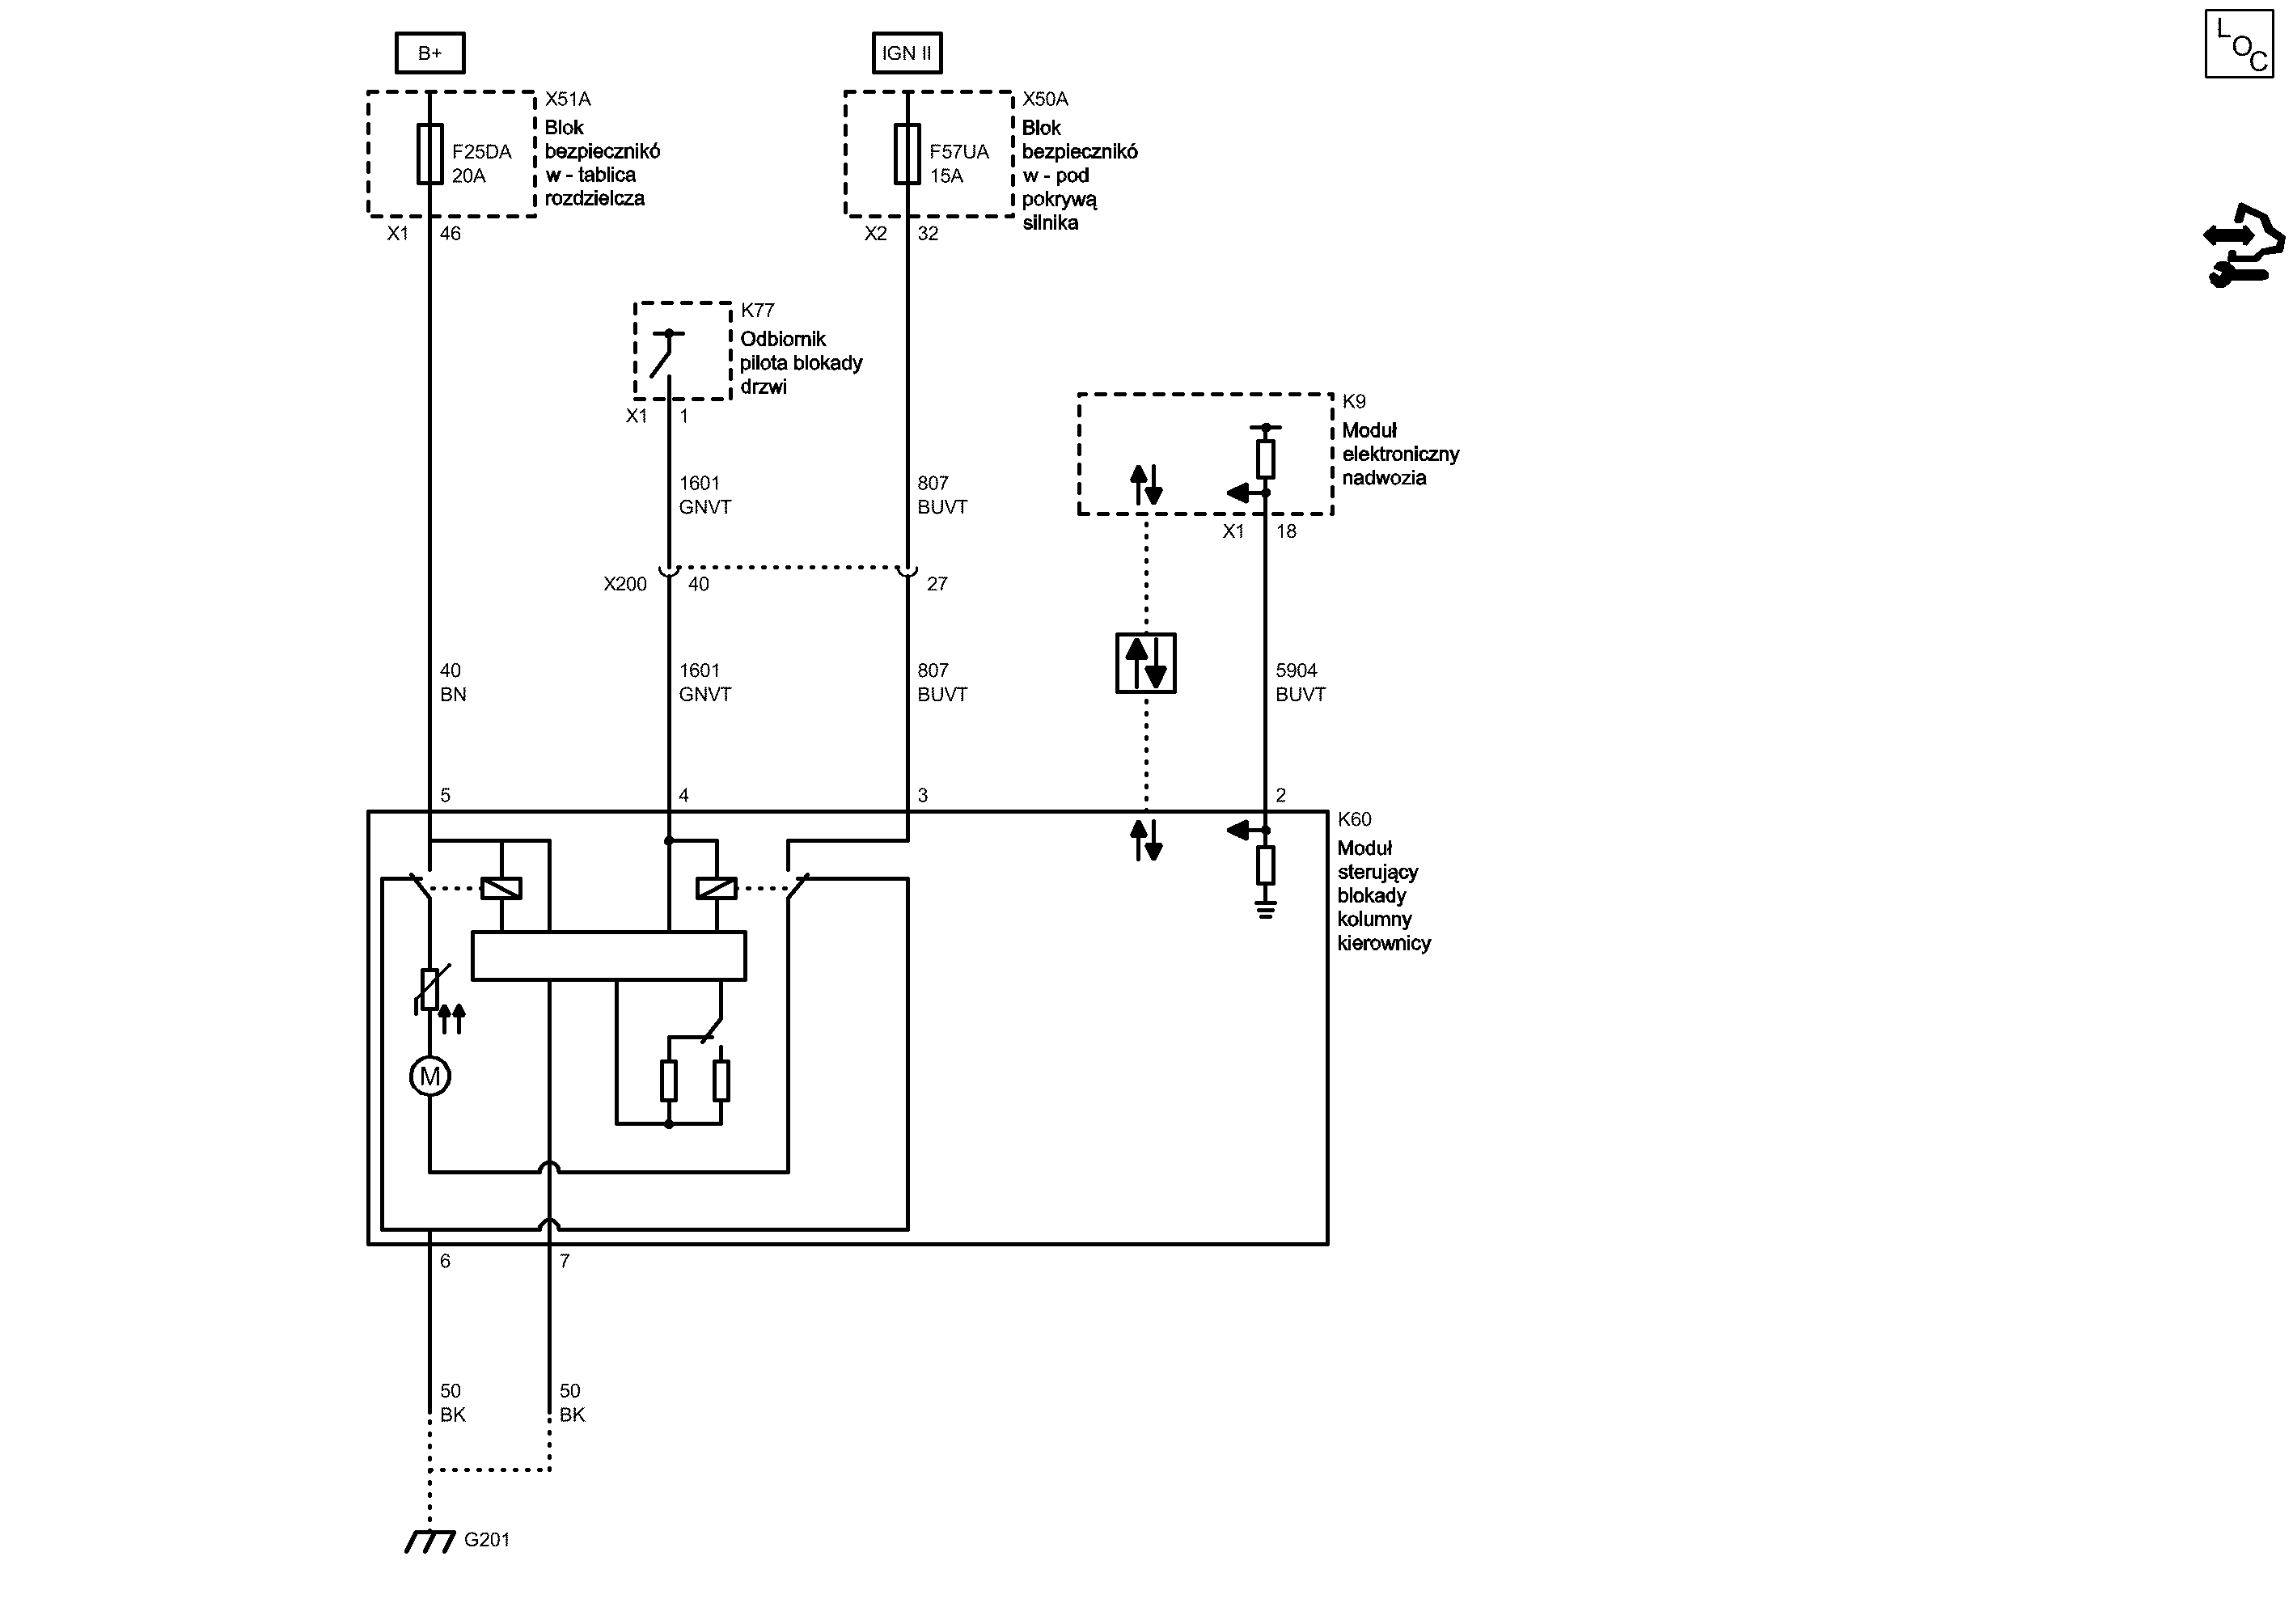 B+
IGN II
L
O
C
X51A
Blok
bezpiecznikó
w - tablica
rozdzielcza
F25DA
20A
X1
46
X50A
Blok
bezpiecznikó
w - pod
pokrywą
silnika
F57UA
15A
X2
32
K77
Odbiornik
pilota blokady
drzwi
X1
1
K9
Moduł
elektroniczny
nadwozia
X1
18
1601
GNVT
807
BUVT
X200
40
27
40
BN
1601
GNVT
807
BUVT
5904
BUVT
5
4
3
2
K60
Moduł
sterujący
blokady
kolumny
kierownicy
M
6
7
50
BK
50
BK
G201